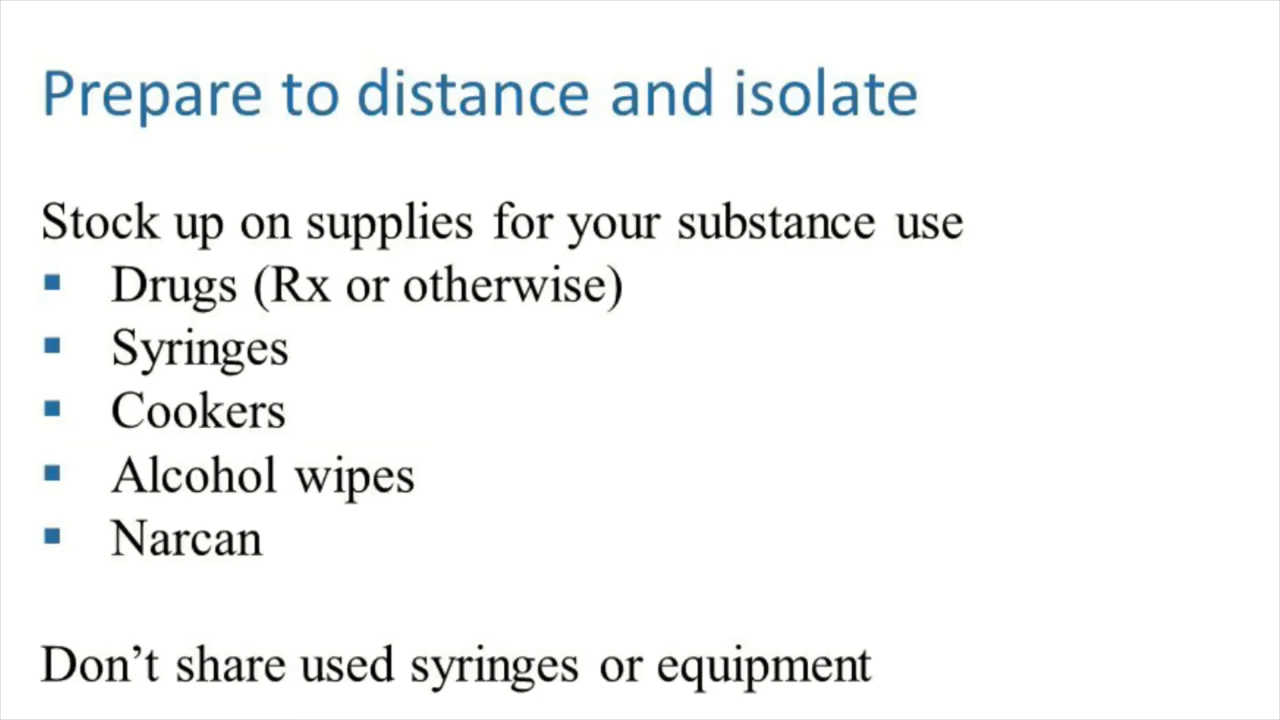 Prepare to distance and isolate
Stock up on supplies for your substance use
▪ Drugs (Rx or otherwise)
▪ Syringes
▪ Cookers
▪ Alcohol wipes
▪ Narcan
Don't share used syringes or equipment